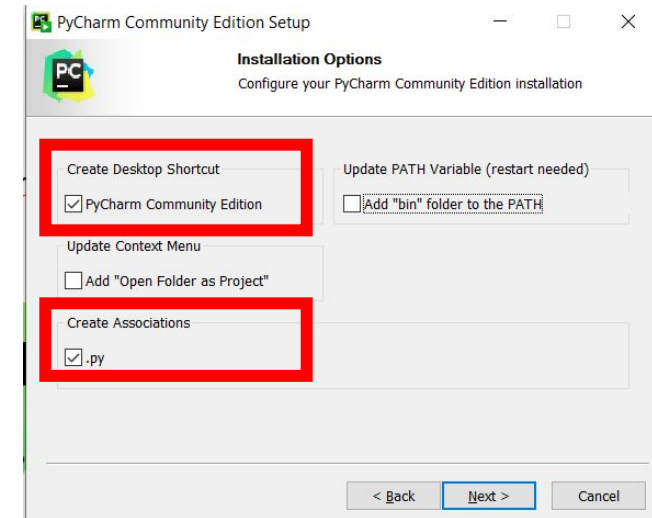 PyCharm Community Edition Setup
PC
Installation Options
Configure your PyCharm Community Edition installation
Create Desktop Shortcut
PyCharm Community Edition
Update PATH Variable (restart needed)
Add "bin" folder to the PATH
Update Context Menu
Add "Open Folder as Project"
Create Associations
.py
< Back
Next >
Cancel